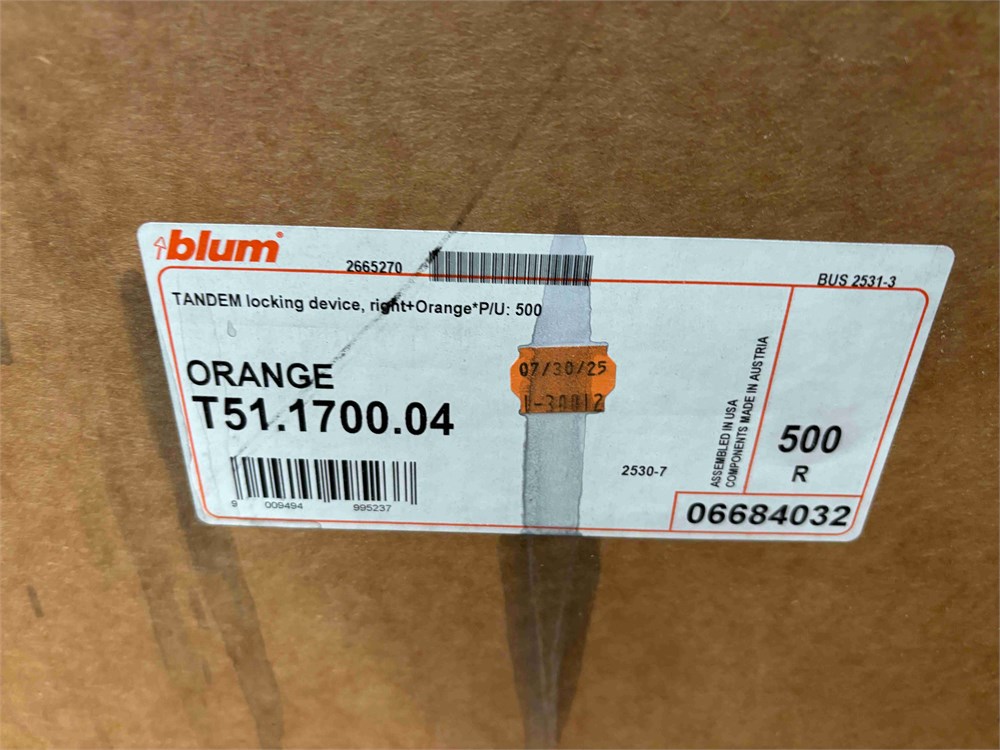 blum
2665270
BUS 2531-3
TANDEM locking device, right+Orange*P/U: 500
ORANGE
T51.1700.04
07/30/25
2530-7
ASSEMBLED IN USA
COMPONENTS MADE IN AUSTRIA
500
R
9 009494 995237
06684032